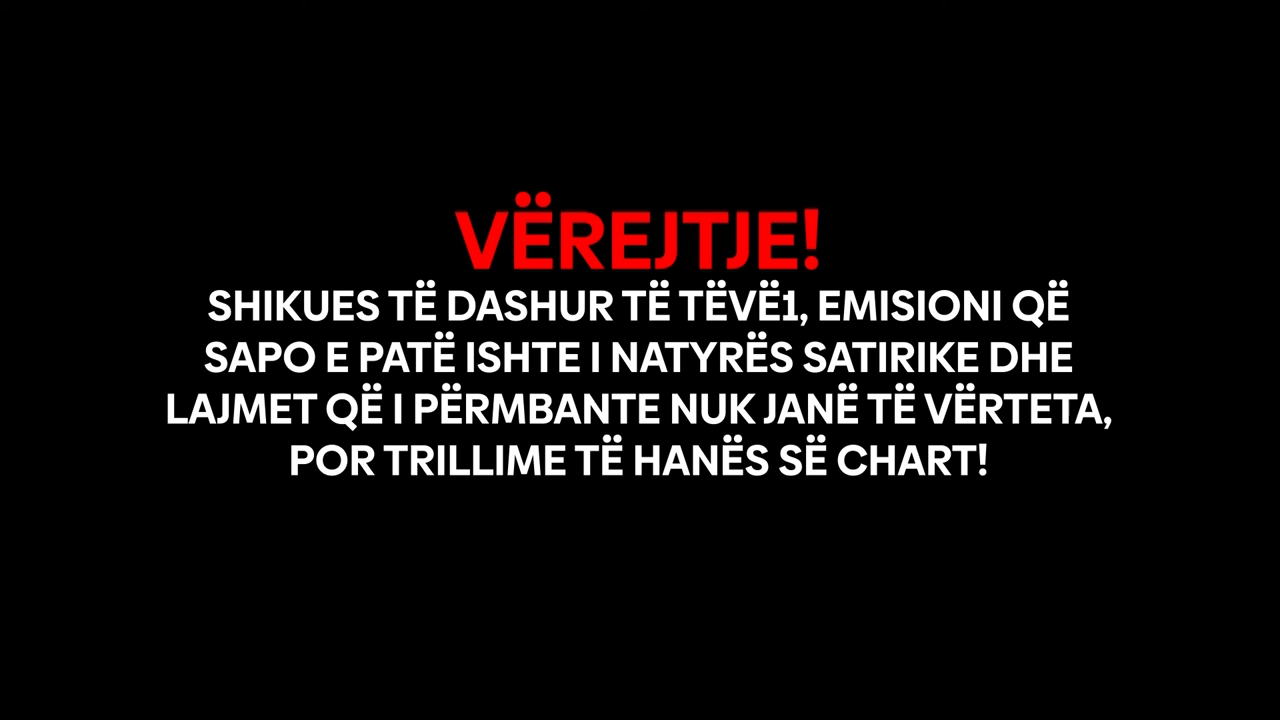 VËREJTJE!
SHIKUES TË DASHUR TË TËVË1, EMISIONI QË
SAPO E PATË ISHTE I NATYRËS SATIRIKE DHE
LAJMET QË I PËRMBANTE NUK JANË TË VËRTETA,
POR TRILLIME TË HANËS SË CHART!